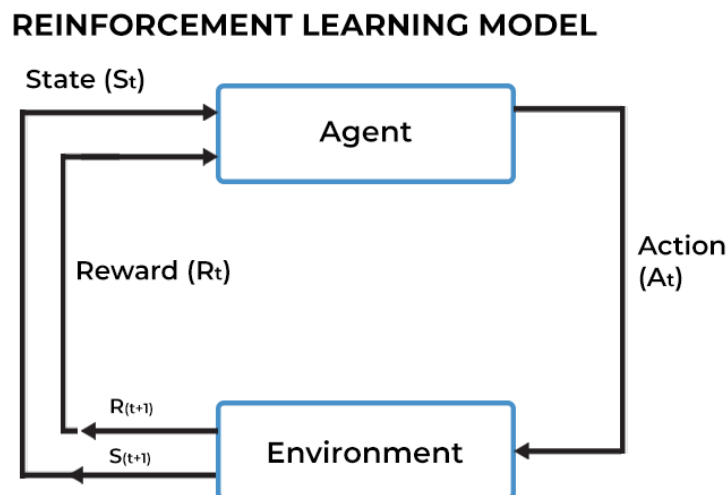 REINFORCEMENT LEARNING MODEL
State (St)
Agent
Action
(At)
Reward (Rt)
R(t+1)
S(t+1)
Environment